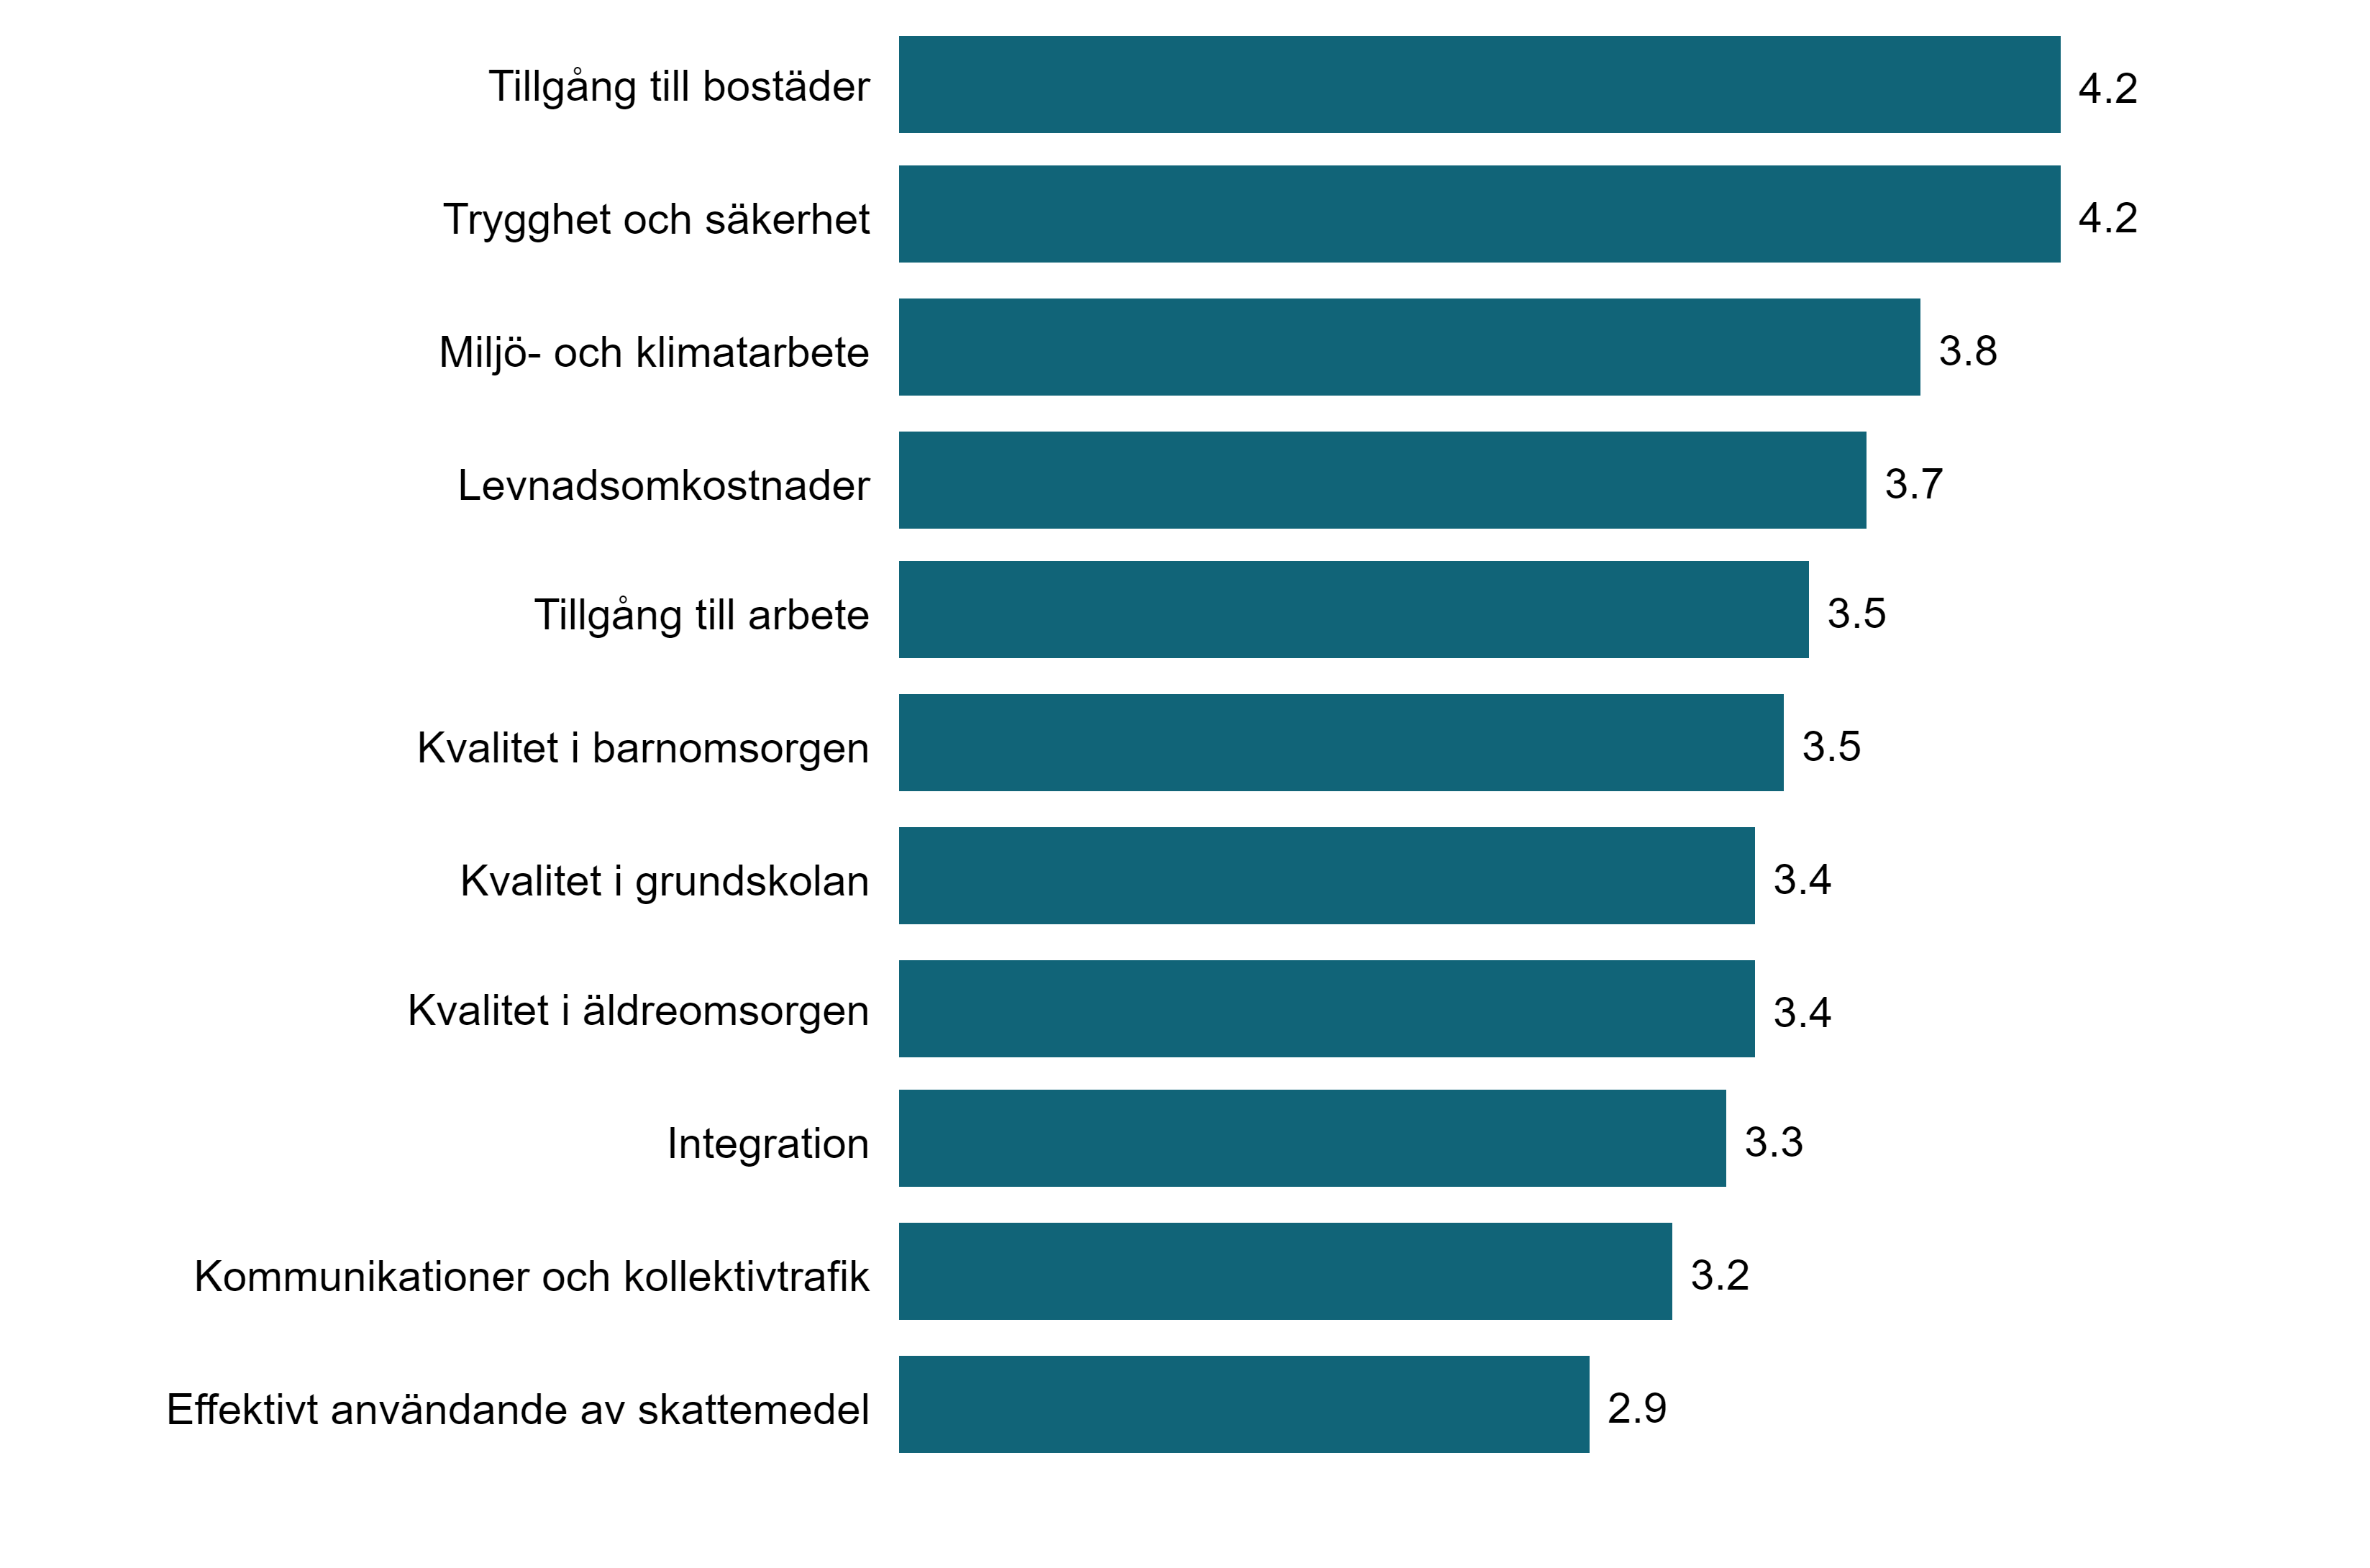 Tillgång till bostäder 4.2
Trygghet och säkerhet 4.2
Miljö- och klimatarbete 3.8
Levnadsomkostnader 3.7
Tillgång till arbete 3.5
Kvalitet i barnomsorgen 3.5
Kvalitet i grundskolan 3.4
Kvalitet i äldreomsorgen 3.4
Integration 3.3
Kommunikationer och kollektivtrafik 3.2
Effektivt användande av skattemedel 2.9